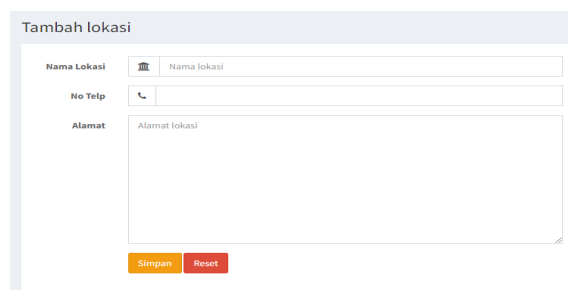 Tambah lokasi
Nama Lokasi Nama lokasi
No Telp
Alamat Alamat lokasi
Simpan Reset